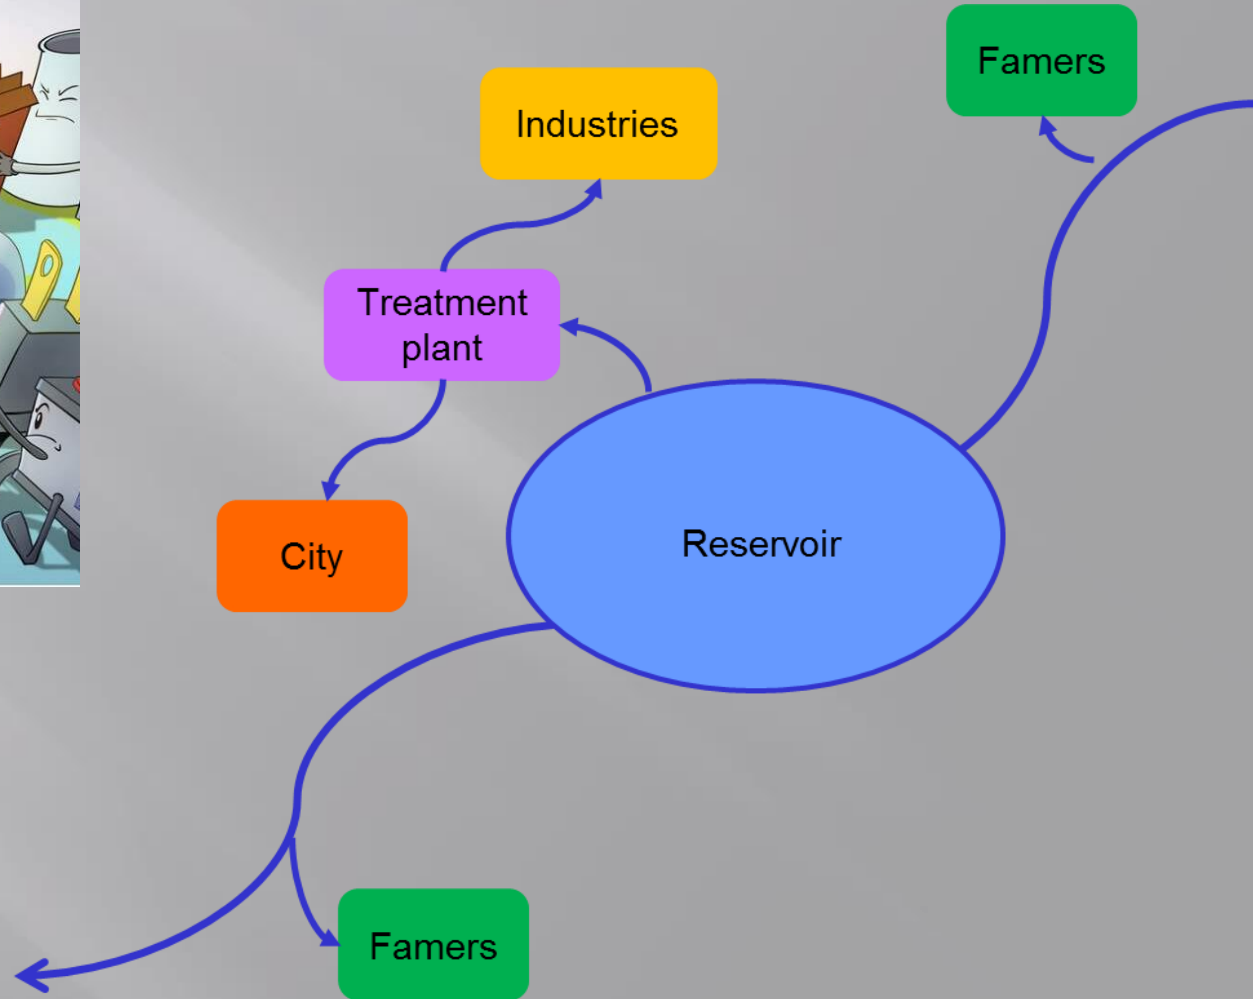 Famers
Industries
Treatment
plant
Reservoir
City
Famers